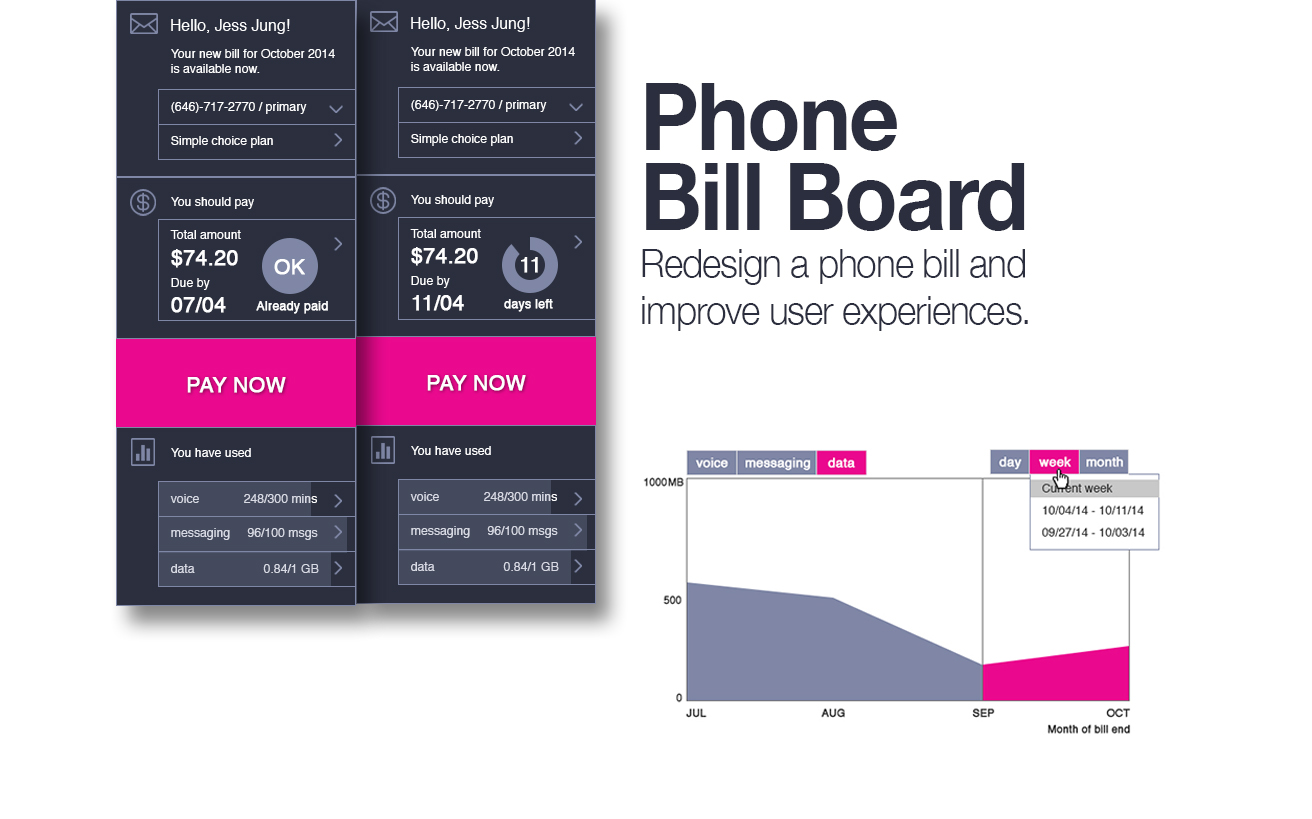 Hello, Jess Jung!
Your new bill for October 2014
is available now.
(646)-717-2770 / primary
Simple choice plan
$
You should pay
Total amount
$74.20
Due by
07/04
OK
Already paid
PAY NOW
You have used
voice 248/300 mins
messaging 96/100 msgs
data 0.84/1 GB
Hello, Jess Jung!
Your new bill for October 2014
is available now.
(646)-717-2770 / primary
Simple choice plan
$
You should pay
Total amount
$74.20
Due by
11/04
11
days left
PAY NOW
You have used
voice 248/300 mins
messaging 96/100 msgs
data 0.84/1 GB
Phone
Bill Board
Redesign a phone bill and
improve user experiences.
voice messaging data
day week month
Current week
10/04/14 - 10/11/14
09/27/14 - 10/03/14
1000MB
500
0
JUL AUG SEP OCT
Month of bill end